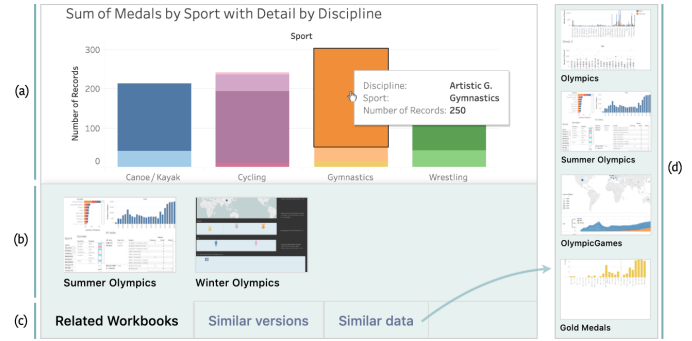 Sum of Medals by Sport with Detail by Discipline
Sport
(a)
Number of Records
300
200
100
0
Discipline: Artistic G.
Sport: Gymnastics
Number of Records: 250
Canoe / Kayak Cycling Gymnastics Wrestling
(b)
Summer Olympics Winter Olympics
(c)
Related Workbooks Similar versions Similar data
Olympics
Summer Olympics
(d)
OlympicGames
Gold Medals